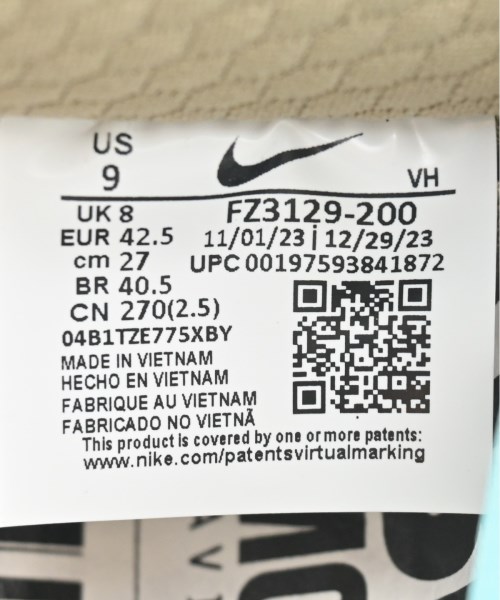 US
9
VH
UK 8
FZ3129-200
EUR 42.5
11/01/23 | 12/29/23
cm 27
UPC 00197593841872
BR 40.5
CN 270(2.5)
04B1TZE775XBY
MADE IN VIETNAM
HECHO EN VIETNAM
FABRIQUE AU VIETNAM
FABRICADO NO VIETNÃ
This product is covered by one or more patents:
www.nike.com/patentsvirtualmarking